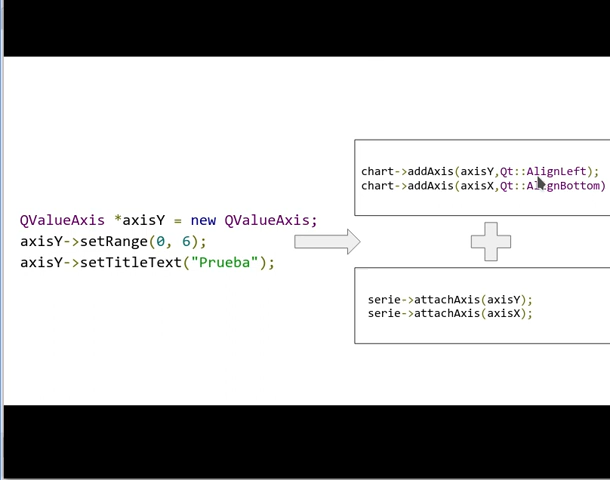 QValueAxis *axisY = new QValueAxis;
axisY->setRange(0, 6);
axisY->setTitleText("Prueba");
chart->addAxis(axisY,Qt::AlignLeft);
chart->addAxis(axisX,Qt::AlignBottom)
serie->attachAxis(axisY);
serie->attachAxis(axisX);